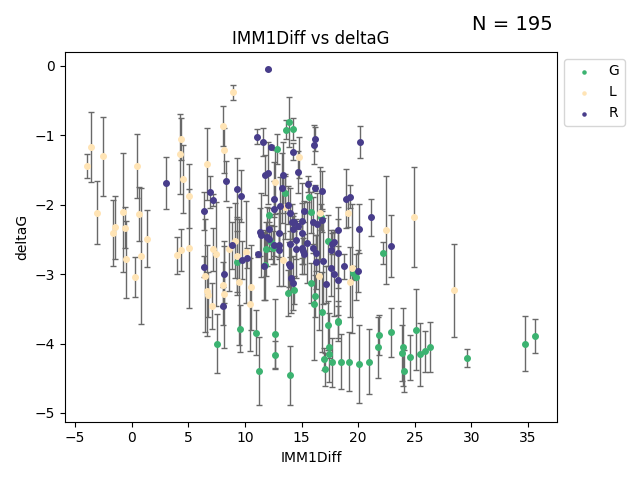 N = 195
IMM1Diff vs deltaG
G
L
R
deltaG
0
−1
−2
−3
−4
−5
−5 0 5 10 15 20 25 30 35
IMM1Diff